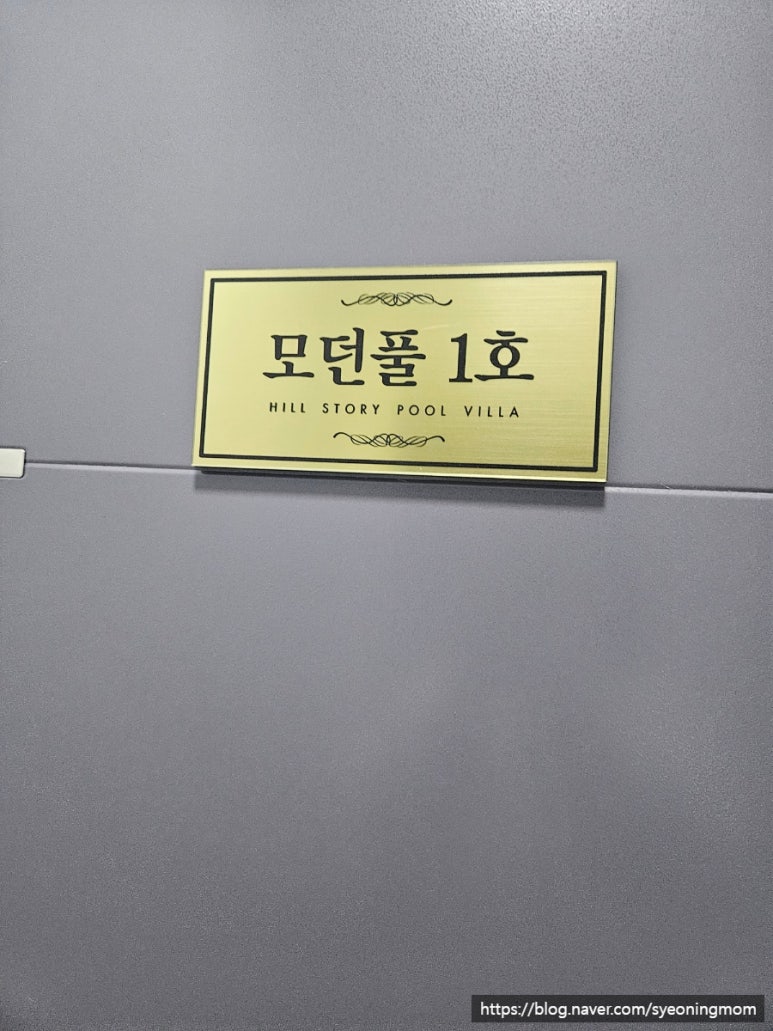 모던풀 1호
HILL STORY POOL VILLA
https://blog.naver.com/syeoningmom